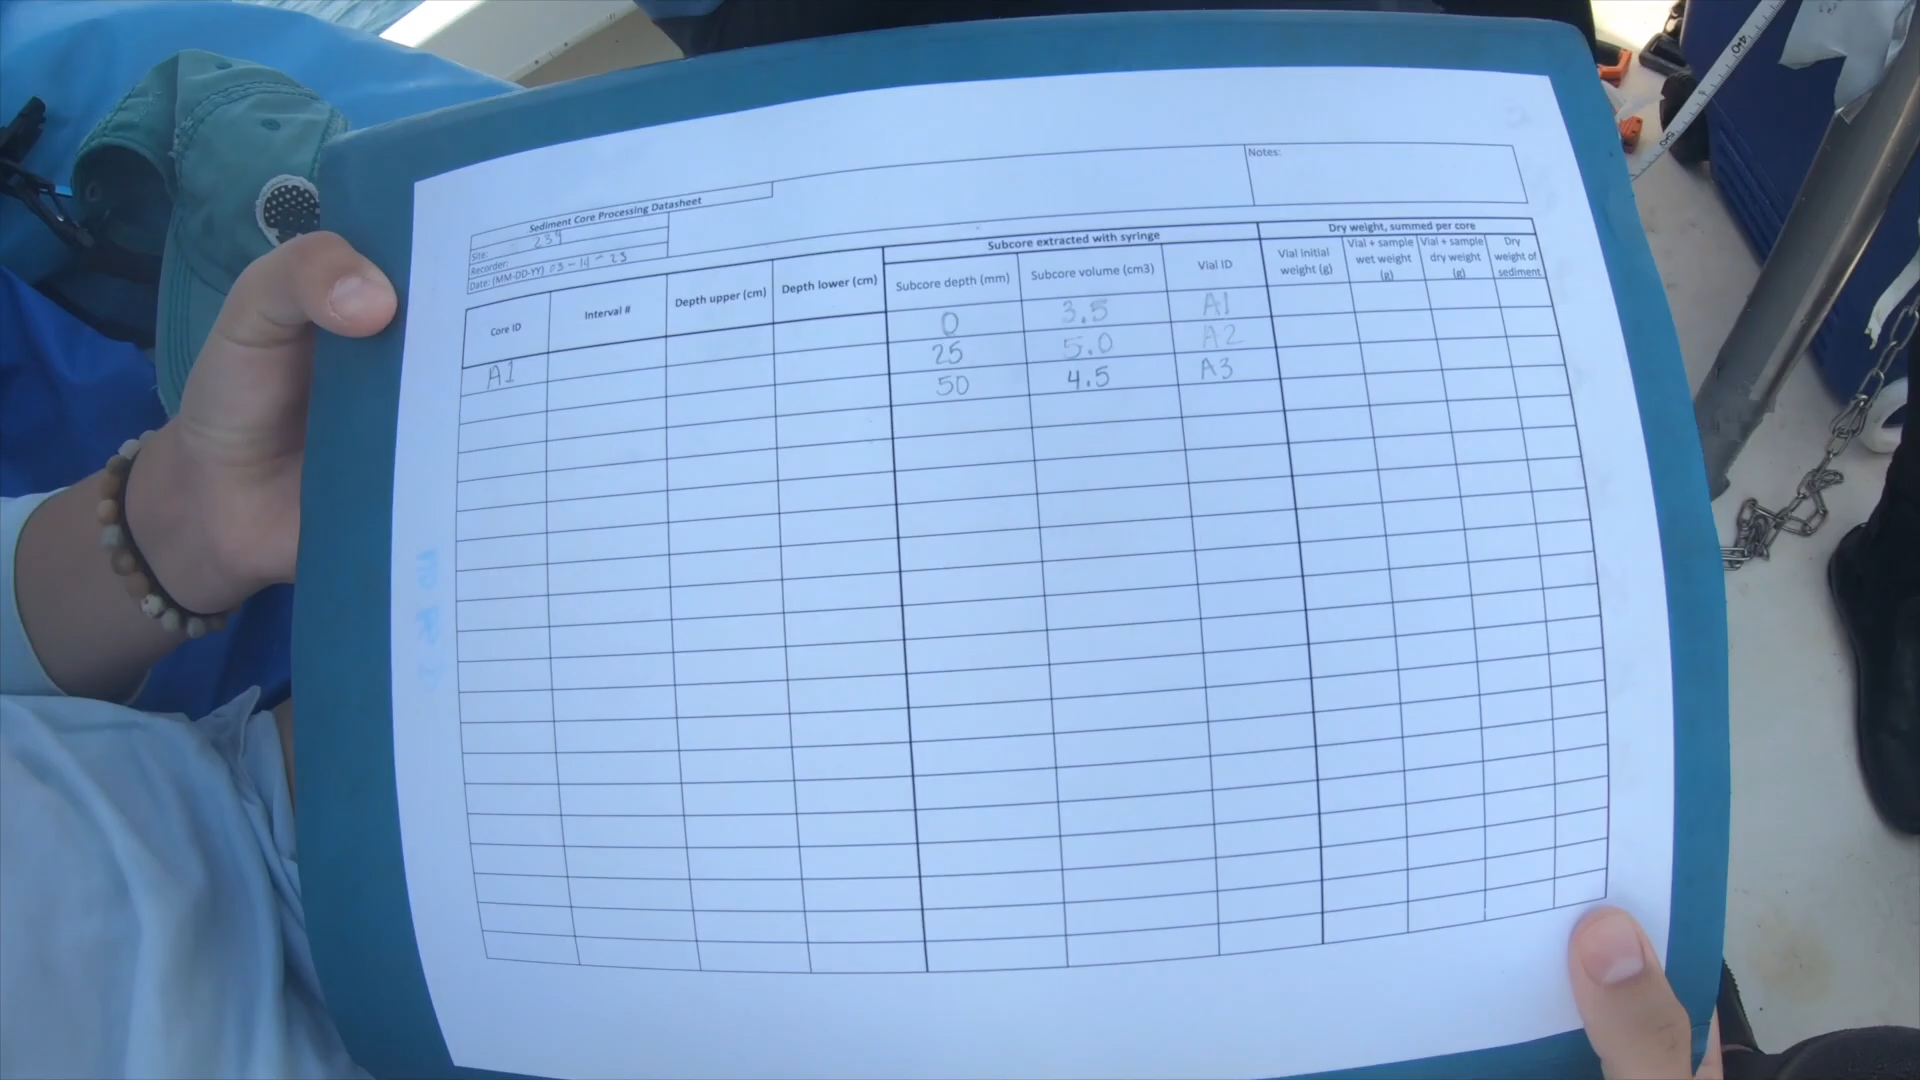 Sediment Core Processing Datasheet
Site: 239
Recorder:
Date: (MM-DD-YY) 03-14-23
Notes:
Subcore extracted with syringe
Dry weight, summed per core
Core ID
Interval #
Depth upper (cm)
Depth lower (cm)
Subcore depth (mm)
Subcore volume (cm3)
Vial ID
Vial initial weight (g)
Vial + sample wet weight (g)
Vial + sample dry weight (g)
Dry weight of sediment
0 3.5 A1
A1 25 5.0 A2
50 4.5 A3